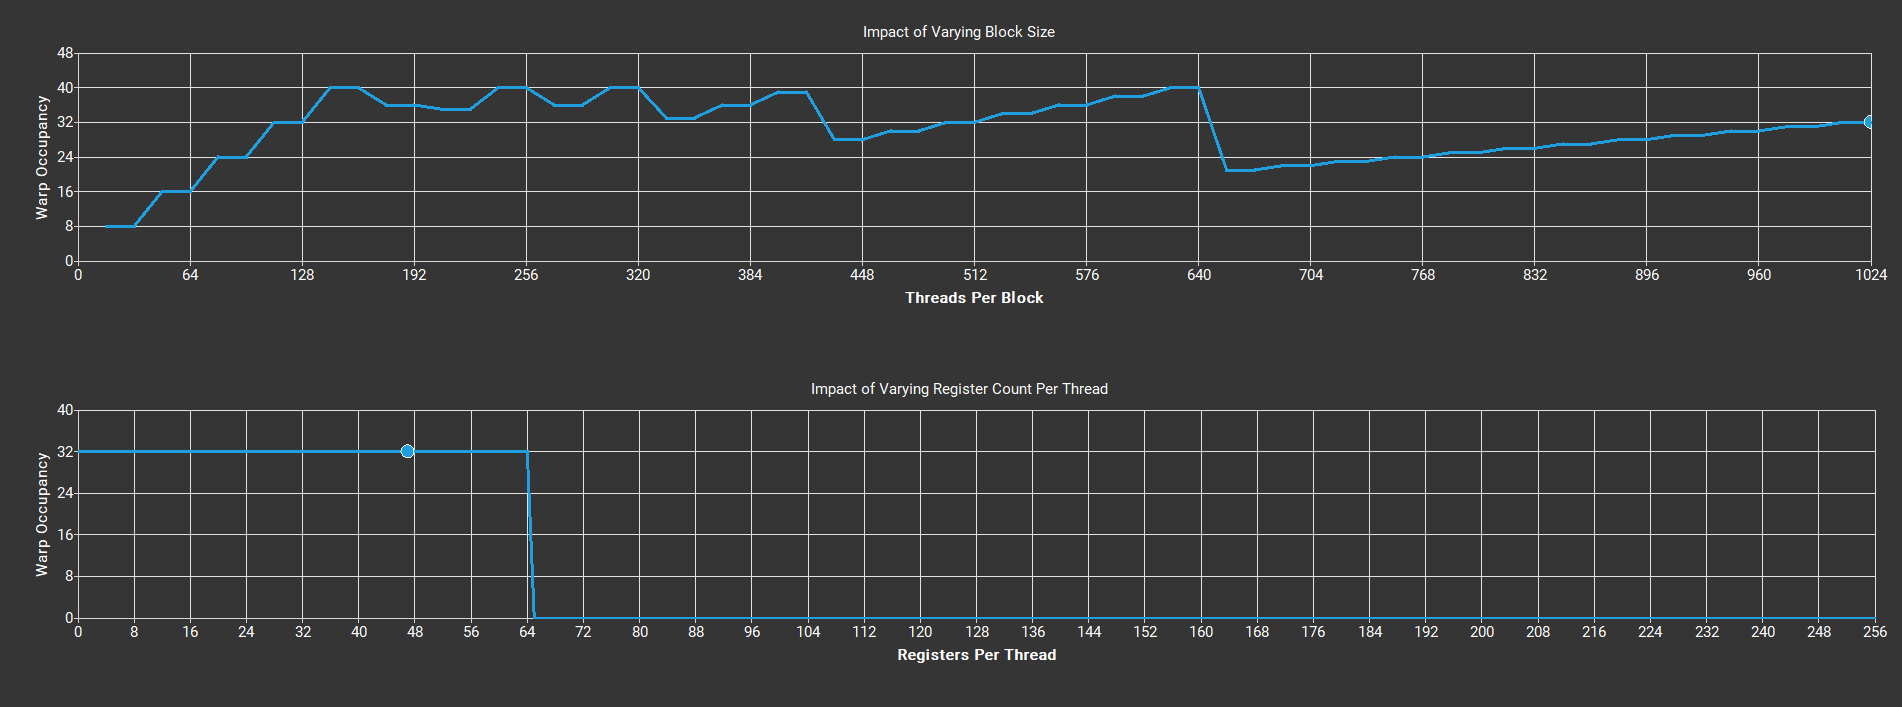 Impact of Varying Block Size
48
40
32
24
16
8
0
Warp Occupancy
0 64 128 192 256 320 384 448 512 576 640 704 768 832 896 960 1024
Threads Per Block
Impact of Varying Register Count Per Thread
40
32
24
16
8
0
Warp Occupancy
0 8 16 24 32 40 48 56 64 72 80 88 96 104 112 120 128 136 144 152 160 168 176 184 192 200 208 216 224 232 240 248 256
Registers Per Thread